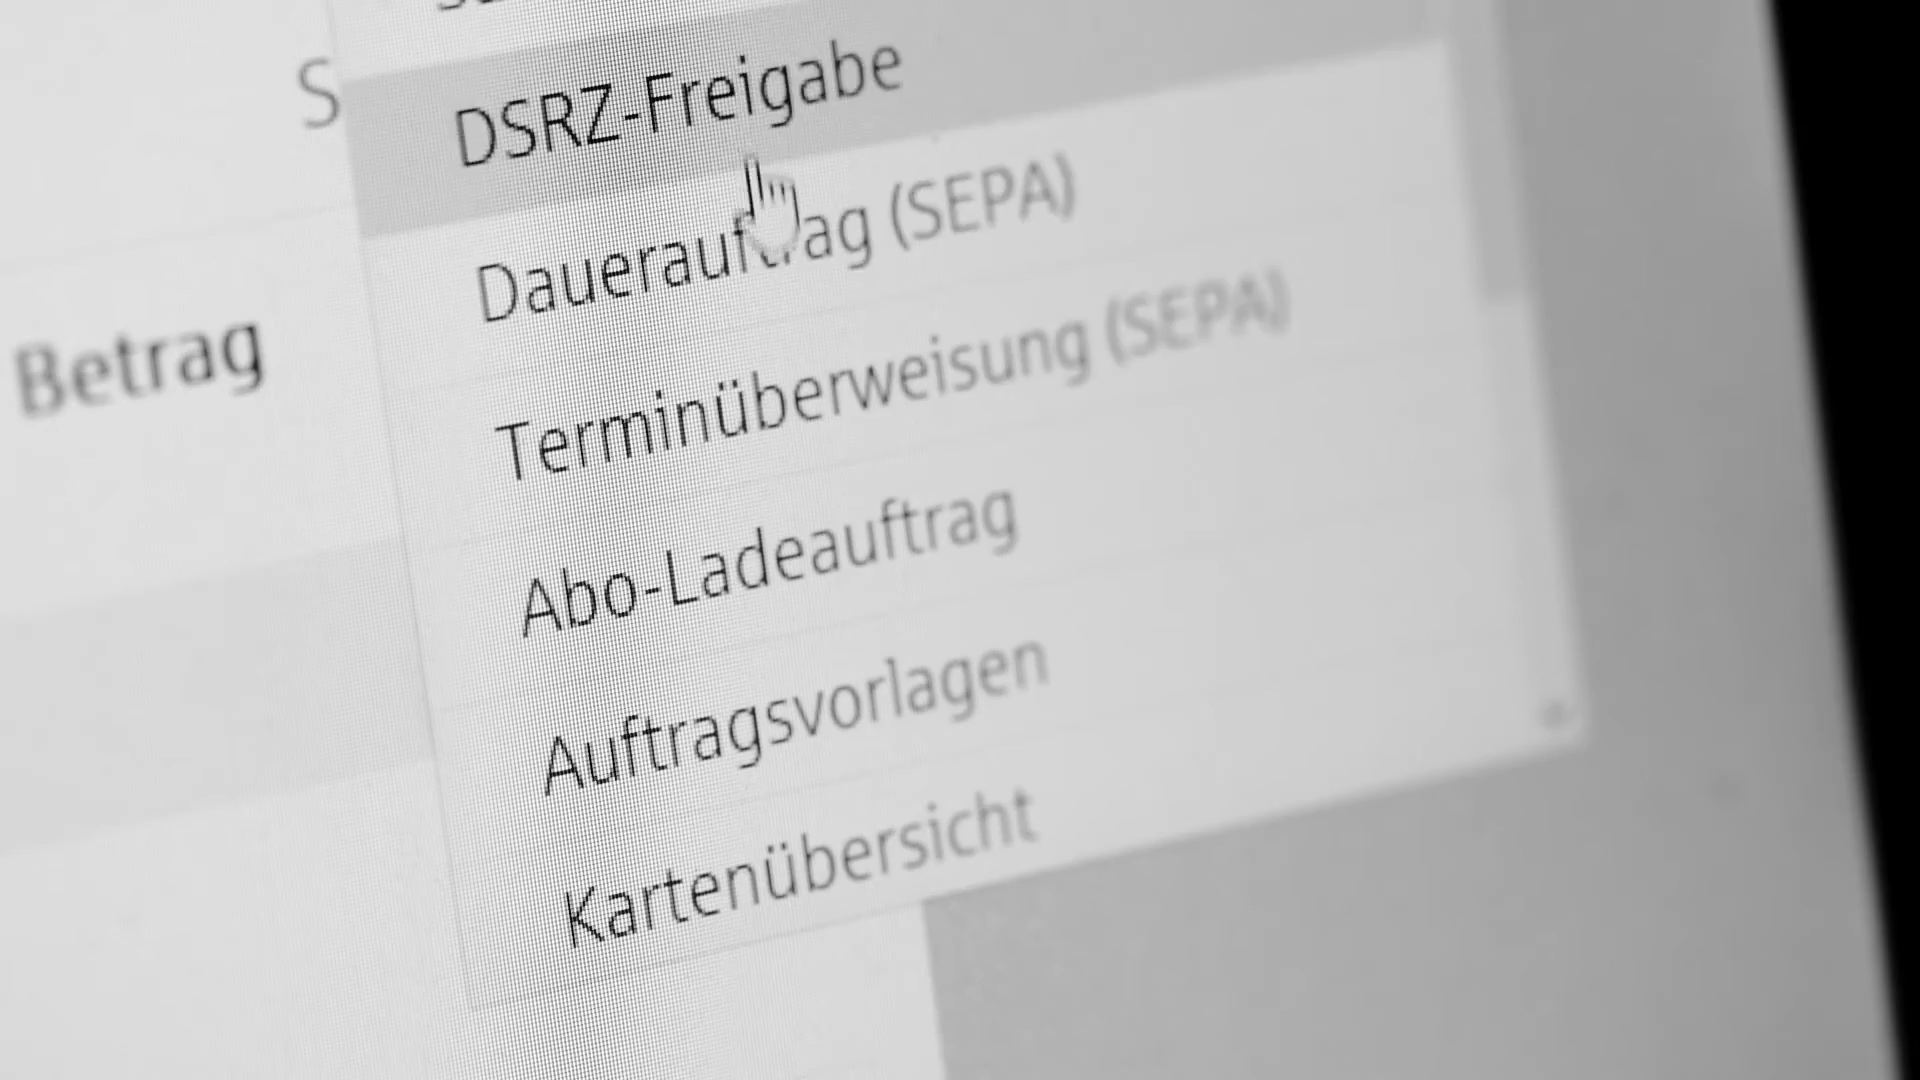 S
DSRZ-Freigabe
Dauerauftrag (SEPA)
Betrag
Terminüberweisung (SEPA)
Abo-Ladeauftrag
Auftragsvorlagen
Kartenübersicht